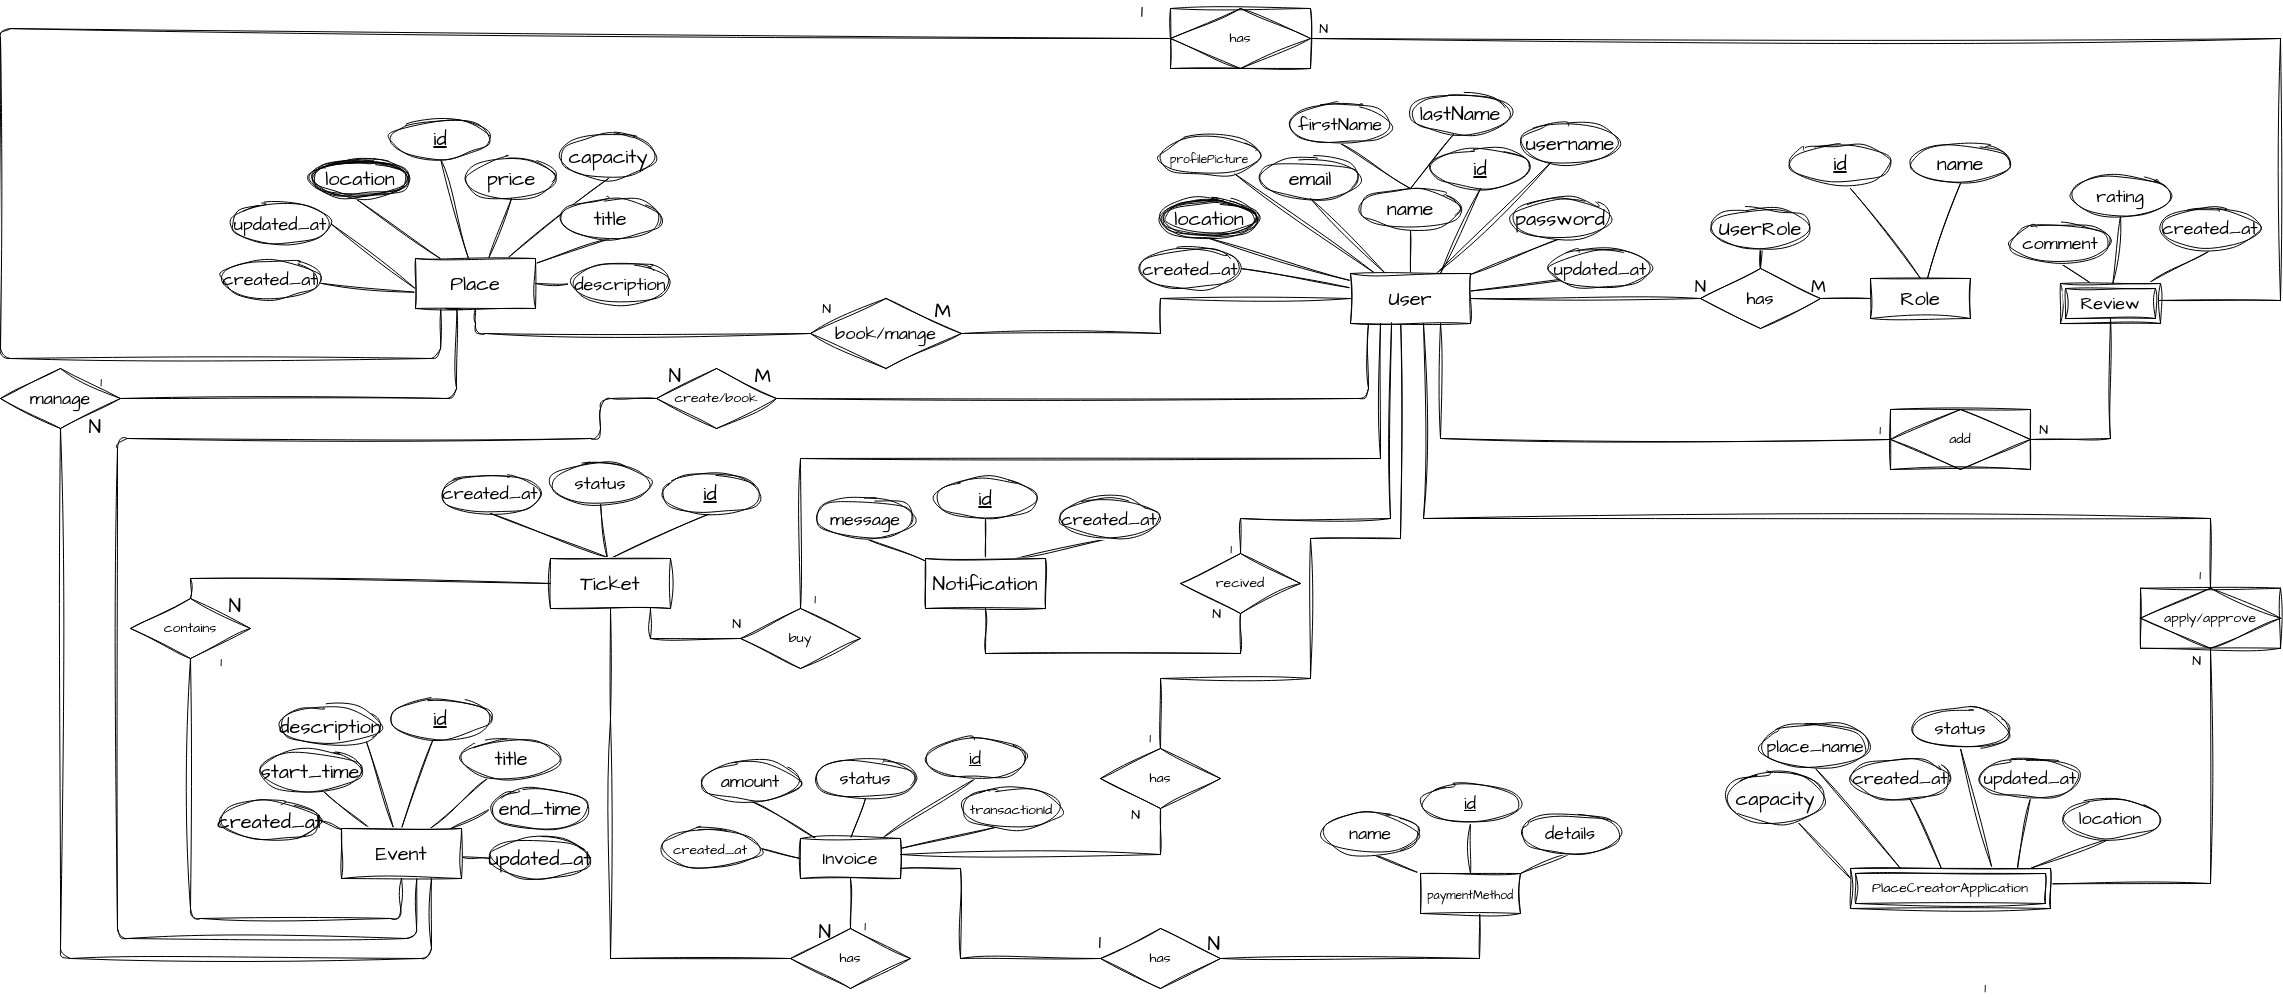 1
has
N
id
location
price
capacity
updated_at
title
created_at
description
Place
profilePicture
firstName
lastName
username
email
id
location
name
password
created_at
updated_at
User
UserRole
N
has
M
id
name
Role
rating
comment
created_at
Review
N
book/mange
M
manage
1
N
N
create/book
M
1
add
N
created_at
status
id
Ticket
message
id
created_at
Notification
1
recived
N
1
buy
N
contains
N
1
1
apply/approve
N
description
id
start_time
title
created_at
end_time
updated_at
Event
amount
status
id
transactionId
created_at
Invoice
1
has
N
name
id
details
paymentMethod
place_name
status
capacity
created_at
updated_at
location
PlaceCreatorApplication
N
1
has
1
has
N
1